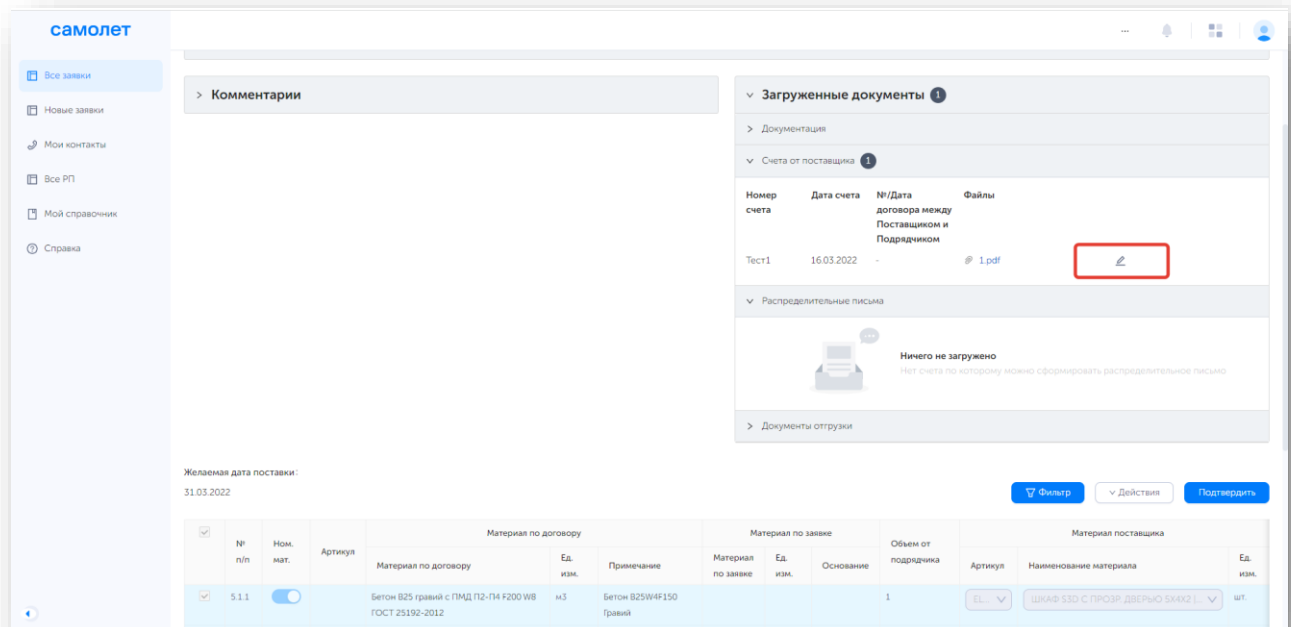 самолет
...
Все заявки
Новые заявки
Мои контакты
Все РП
Мой справочник
Справка
Комментарии
Загруженные документы 1
Документация
Счета от поставщика 1
Номер счета
Дата счета
№/Дата договора между Поставщиком и Подрядчиком
Файлы
Тест1 16.03.2022 - 1.pdf
Распределительные письма
Ничего не загружено
Нет счета по которому можно сформировать распределительное письмо
Документы отгрузки
Желаемая дата поставки:
31.03.2022
Фильтр Действия Подтвердить
№ п/п
Ном. мат.
Артикул
Материал по договору
Материал по договору
Ед. изм.
Примечание
Материал по заявке
Материал по заявке
Ед. изм.
Основание
Объем от подрядчика
Материал поставщика
Артикул
Наименование материала
Ед. изм.
5.1.1
Бетон В25 гравий с ПМД П2-П4 F200 W8
ГОСТ 25192-2012
м3
Бетон B25W4F150
Гравий
1
EL...
ШКАФ S3D С ПРОЗР. ДВЕРЬЮ 5X4X2 (...
шт.